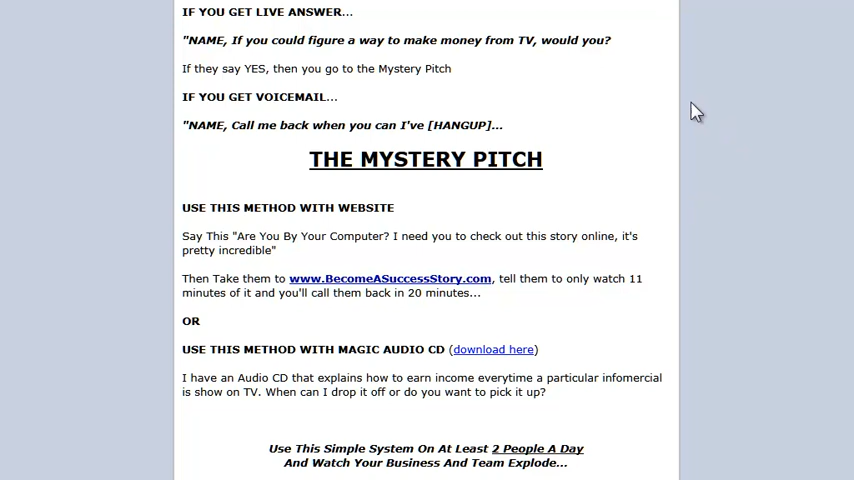 IF YOU GET LIVE ANSWER...
"NAME, If you could figure a way to make money from TV, would you?
If they say YES, then you go to the Mystery Pitch
IF YOU GET VOICEMAIL...
"NAME, Call me back when you can I've [HANGUP]...
THE MYSTERY PITCH
USE THIS METHOD WITH WEBSITE
Say This "Are You By Your Computer? I need you to check out this story online, it's
pretty incredible"
Then Take them to www.BecomeASuccessStory.com, tell them to only watch 11
minutes of it and you'll call them back in 20 minutes...
OR
USE THIS METHOD WITH MAGIC AUDIO CD (download here)
I have an Audio CD that explains how to earn income everytime a particular infomercial
is show on TV. When can I drop it off or do you want to pick it up?
Use This Simple System On At Least 2 People A Day
And Watch Your Business And Team Explode...